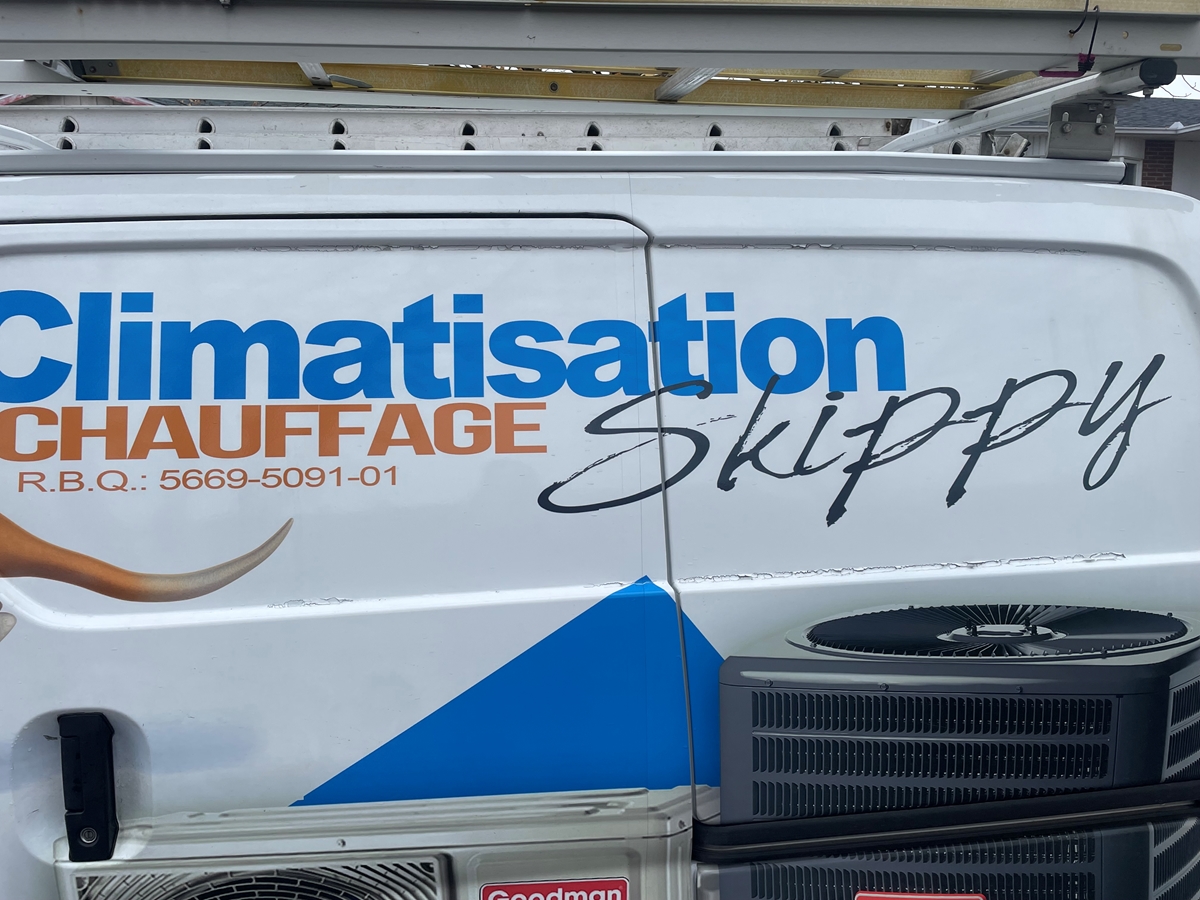 Climatisation
CHAUFFAGE
Skippy
R.B.Q.: 5669-5091-01
Goodman